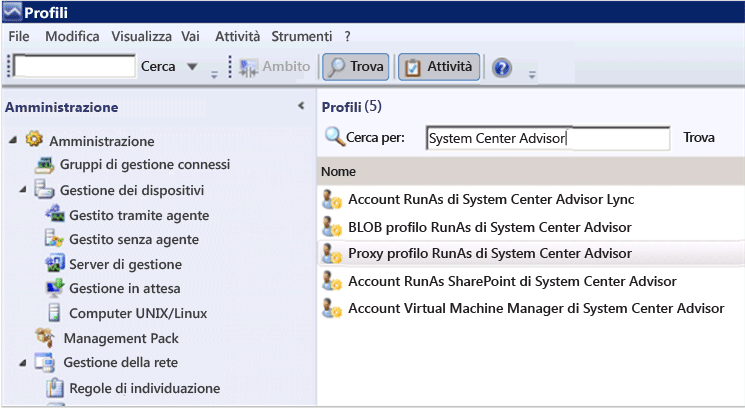 Profili
File Modifica Visualizza Vai Attività Strumenti ?
Cerca Ambito Trova Attività
Amministrazione
Amministrazione
Gruppi di gestione connessi
Gestione dei dispositivi
Gestito tramite agente
Gestito senza agente
Server di gestione
Gestione in attesa
Computer UNIX/Linux
Management Pack
Gestione della rete
Regole di individuazione
Profili (5)
Cerca per: System Center Advisor Trova
Nome
Account RunAs di System Center Advisor Lync
BLOB profilo RunAs di System Center Advisor
Proxy profilo RunAs di System Center Advisor
Account RunAs SharePoint di System Center Advisor
Account Virtual Machine Manager di System Center Advisor